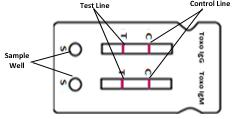 Test Line
Control Line
Sample
Well
S
T
C
Toxo IgG
S
T
C
Toxo IgM